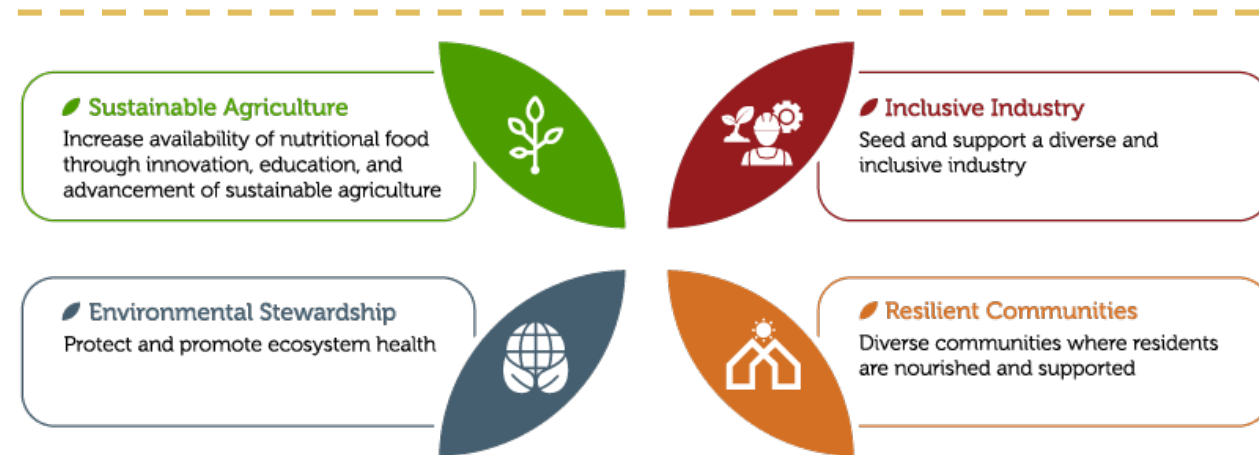 Sustainable Agriculture
Increase availability of nutritional food
through innovation, education, and
advancement of sustainable agriculture
Inclusive Industry
Seed and support a diverse and
inclusive industry
Environmental Stewardship
Protect and promote ecosystem health
Resilient Communities
Diverse communities where residents
are nourished and supported